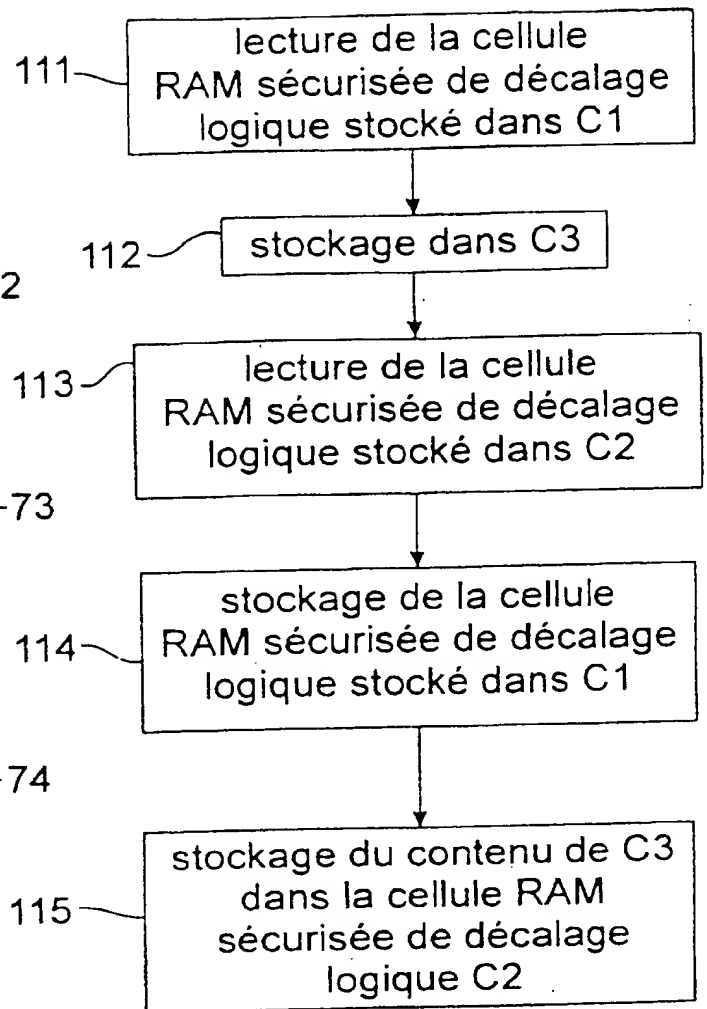 111
lecture de la cellule
RAM sécurisée de décalage
logique stocké dans C1
112
stockage dans C3
2
113
lecture de la cellule
RAM sécurisée de décalage
logique stocké dans C2
73
114
stockage de la cellule
RAM sécurisée de décalage
logique stocké dans C1
74
115
stockage du contenu de C3
dans la cellule RAM
sécurisée de décalage
logique C2